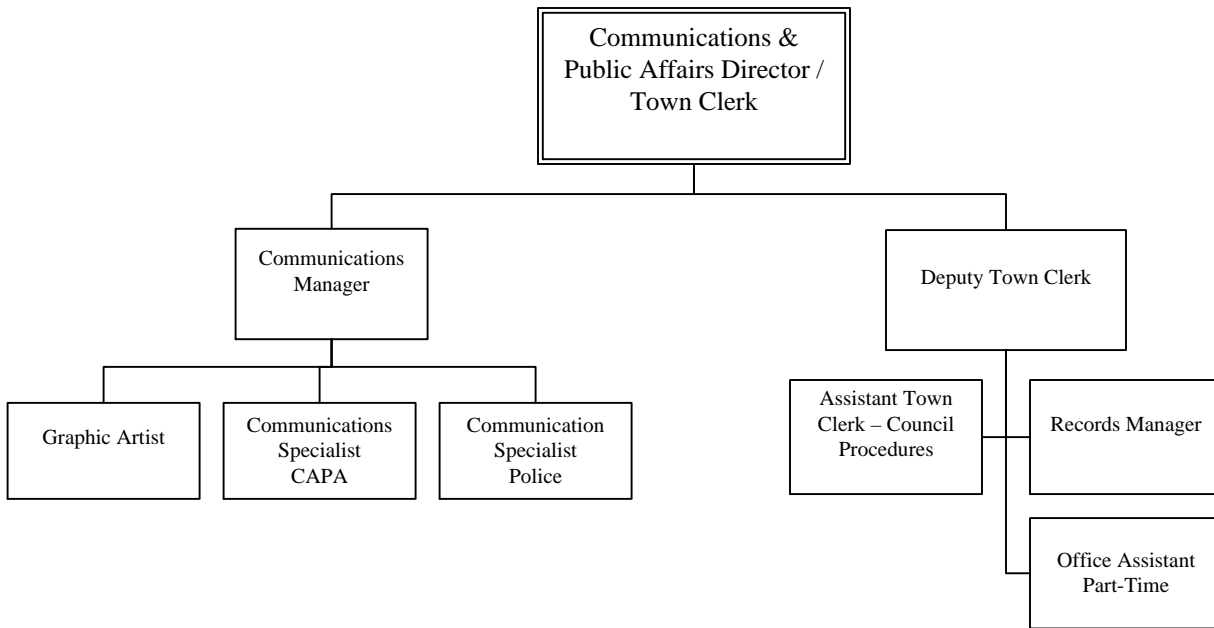 Communications &
Public Affairs Director /
Town Clerk
Communications
Manager
Deputy Town Clerk
Graphic Artist
Communications
Specialist
CAPA
Communication
Specialist
Police
Assistant Town
Clerk – Council
Procedures
Records Manager
Office Assistant
Part-Time